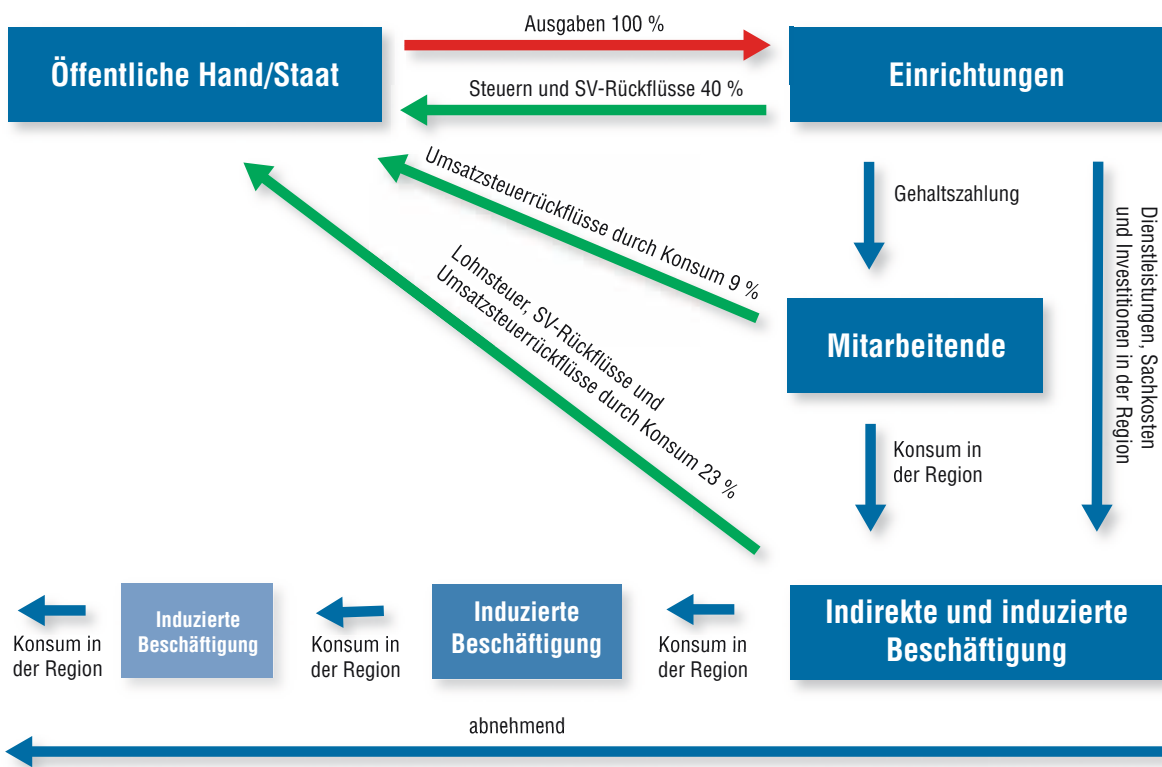 Ausgaben 100 %
Öffentliche Hand/Staat
Einrichtungen
Steuern und SV-Rückflüsse 40 %
Umsatzsteuerrückflüsse durch Konsum 9 %
Gehaltszahlung
Dienstleistungen, Sachkosten
und Investitionen in der Region
Lohnsteuer, SV-Rückflüsse und
Umsatzsteuerrückflüsse durch Konsum 23 %
Mitarbeitende
Konsum in
der Region
Induzierte
Beschäftigung
Induzierte
Beschäftigung
Indirekte und induzierte
Beschäftigung
Konsum in
der Region
Konsum in
der Region
Konsum in
der Region
abnehmend